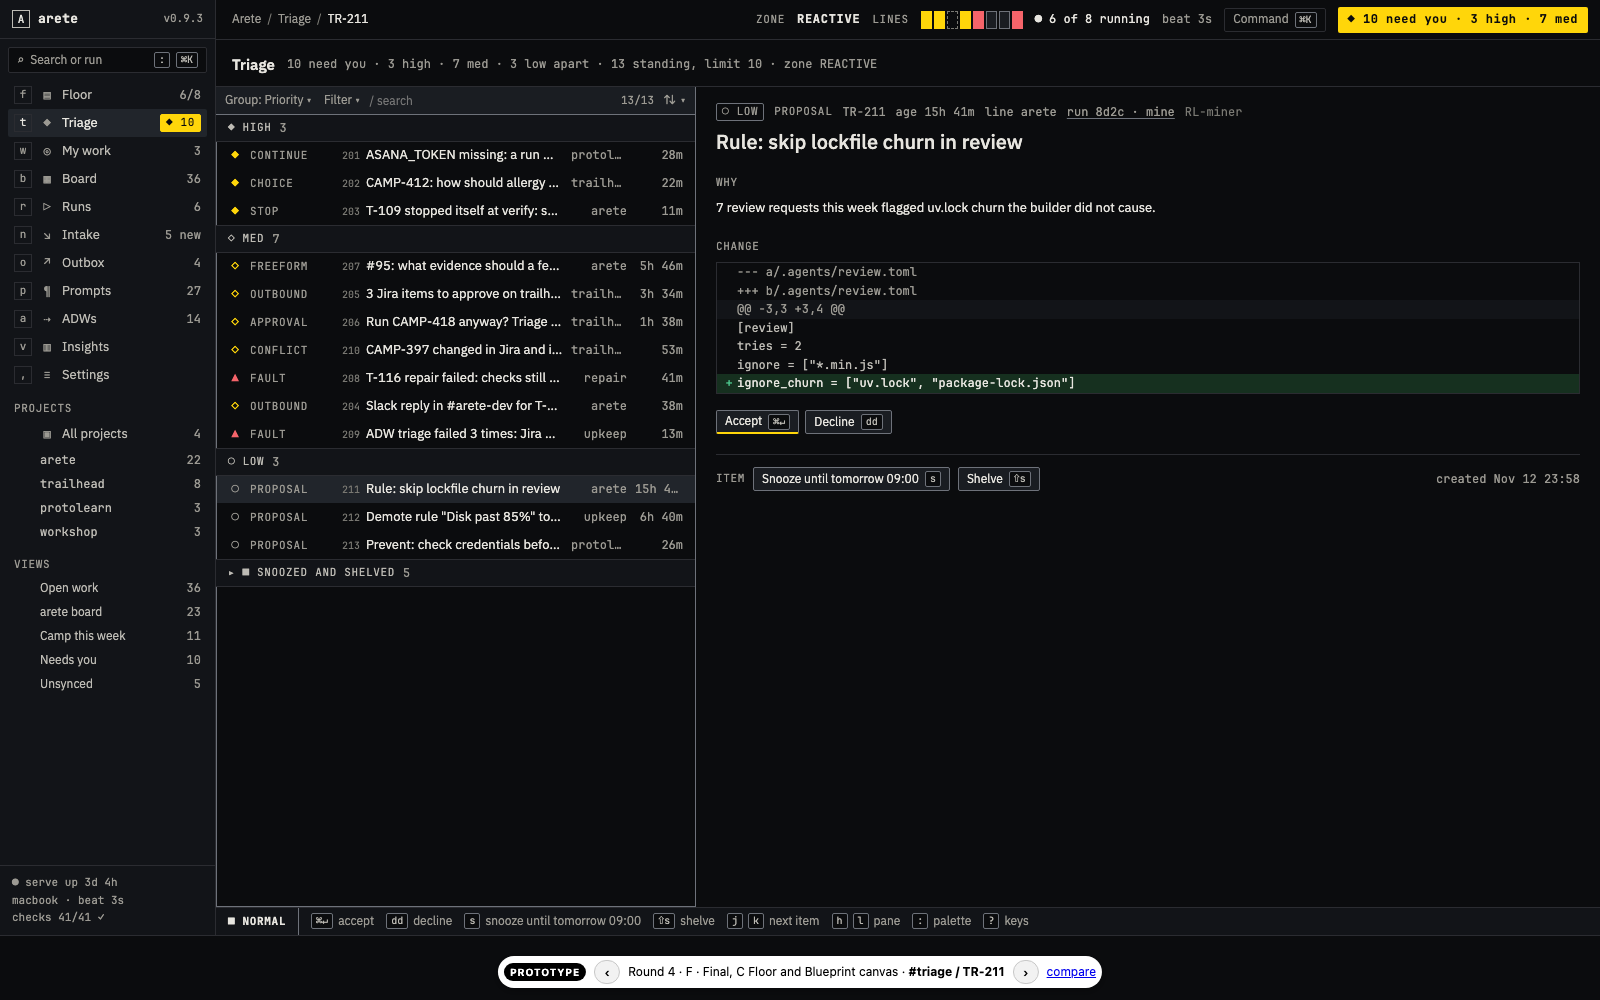 A arete v0.9.3
Search or run : ⌘K
f Floor 6/8
t Triage ◆ 10
w My work 3
b Board 36
r Runs 6
n Intake 5 new
o Outbox 4
p Prompts 27
a ADWs 14
v Insights
, Settings
PROJECTS
All projects 4
arete 22
trailhead 8
protolearn 3
workshop 3
VIEWS
Open work 36
arete board 23
Camp this week 11
Needs you 10
Unsynced 5
serve up 3d 4h
macbook · beat 3s
checks 41/41 ✓
Arete / Triage / TR-211
ZONE REACTIVE LINES 6 of 8 running beat 3s Command ⌘K ◆ 10 need you · 3 high · 7 med
Triage 10 need you · 3 high · 7 med · 3 low apart · 13 standing, limit 10 · zone REACTIVE
Group: Priority ▾ Filter ▾ / search 13/13 ↑↓ ▾
◆ HIGH 3
◆ CONTINUE 201 ASANA_TOKEN missing: a run ... protol… 28m
◆ CHOICE 202 CAMP-412: how should allergy ... trailh… 22m
◆ STOP 203 T-109 stopped itself at verify: s... arete 11m
◇ MED 7
◇ FREEFORM 207 #95: what evidence should a fe... arete 5h 46m
◇ OUTBOUND 205 3 Jira items to approve on trailh... trailh… 3h 34m
◇ APPROVAL 206 Run CAMP-418 anyway? Triage ... trailh… 1h 38m
◇ CONFLICT 210 CAMP-397 changed in Jira and i... trailh… 53m
▲ FAULT 208 T-116 repair failed: checks still ... repair 41m
◇ OUTBOUND 204 Slack reply in #arete-dev for T-... arete 38m
▲ FAULT 209 ADW triage failed 3 times: Jira ... upkeep 13m
○ LOW 3
○ PROPOSAL 211 Rule: skip lockfile churn in review arete 15h 4…
○ PROPOSAL 212 Demote rule "Disk past 85%" to... upkeep 6h 40m
○ PROPOSAL 213 Prevent: check credentials befo... protol… 26m
▸ ■ SNOOZED AND SHELVED 5
○ LOW PROPOSAL TR-211 age 15h 41m line arete run 8d2c · mine RL-miner
Rule: skip lockfile churn in review
WHY
7 review requests this week flagged uv.lock churn the builder did not cause.
CHANGE
--- a/.agents/review.toml
+++ b/.agents/review.toml
@@ -3,3 +3,4 @@
[review]
tries = 2
ignore = ["*.min.js"]
+ ignore_churn = ["uv.lock", "package-lock.json"]
Accept ⌘↵ Decline dd
ITEM Snooze until tomorrow 09:00 s Shelve ⇧s created Nov 12 23:58
■ NORMAL ⌘↵ accept dd decline s snooze until tomorrow 09:00 ⇧s shelve j k next item h l pane : palette ? keys
PROTOTYPE ‹ Round 4 · F · Final, C Floor and Blueprint canvas · #triage / TR-211 › compare